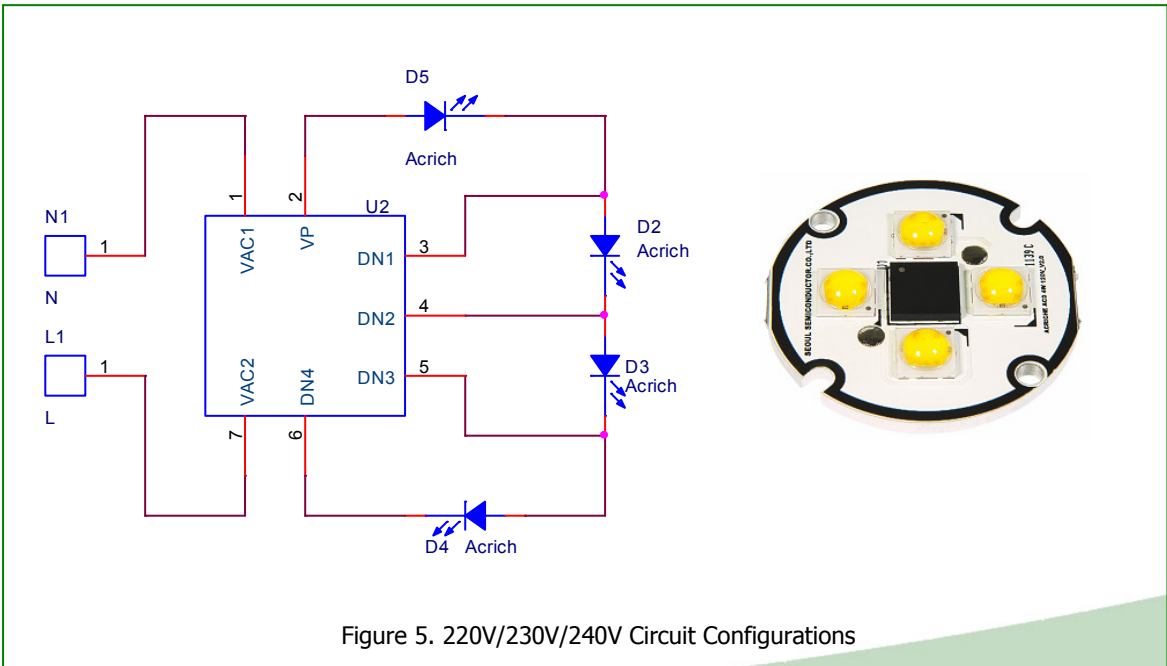 D5
Acrich
1
2
U2
N1
1
N
VAC1
VP
DN1
3
D2
Acrich
L1
1
L
DN2
4
VAC2
DN4
DN3
5
D3
Acrich
7
6
D4 Acrich
SEOUL SEMICONDUCTOR CO.,LTD
1139 C
Figure 5. 220V/230V/240V Circuit Configurations